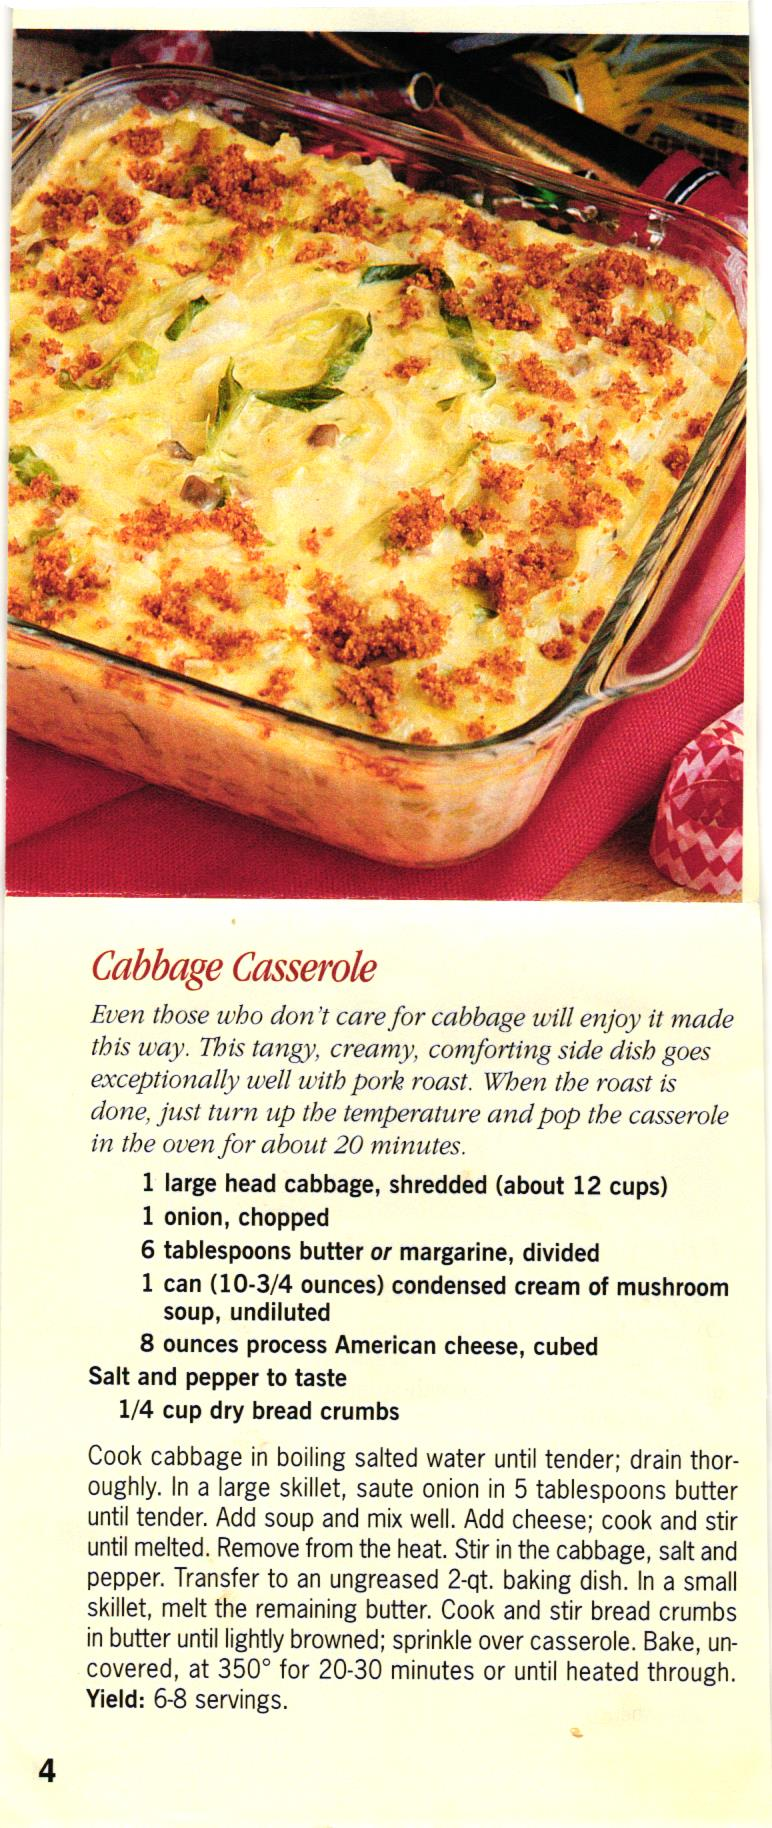 Cabbage Casserole
Even those who don't care for cabbage will enjoy it made
this way. This tangy, creamy, comforting side dish goes
exceptionally well with pork roast. When the roast is
done, just turn up the temperature and pop the casserole
in the oven for about 20 minutes.
1 large head cabbage, shredded (about 12 cups)
1 onion, chopped
6 tablespoons butter or margarine, divided
1 can (10-3/4 ounces) condensed cream of mushroom
soup, undiluted
8 ounces process American cheese, cubed
Salt and pepper to taste
1/4 cup dry bread crumbs
Cook cabbage in boiling salted water until tender; drain thor-
oughly. In a large skillet, saute onion in 5 tablespoons butter
until tender. Add soup and mix well. Add cheese; cook and stir
until melted. Remove from the heat. Stir in the cabbage, salt and
pepper. Transfer to an ungreased 2-qt. baking dish. In a small
skillet, melt the remaining butter. Cook and stir bread crumbs
in butter until lightly browned; sprinkle over casserole. Bake, un-
covered, at 350° for 20-30 minutes or until heated through.
Yield: 6-8 servings.
4